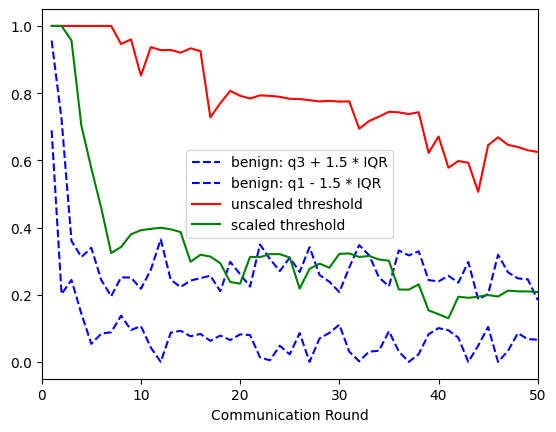 1.0
0.8
0.6
0.4
0.2
0.0
benign: q3 + 1.5 * IQR
benign: q1 - 1.5 * IQR
unscaled threshold
scaled threshold
0 10 20 30 40 50
Communication Round